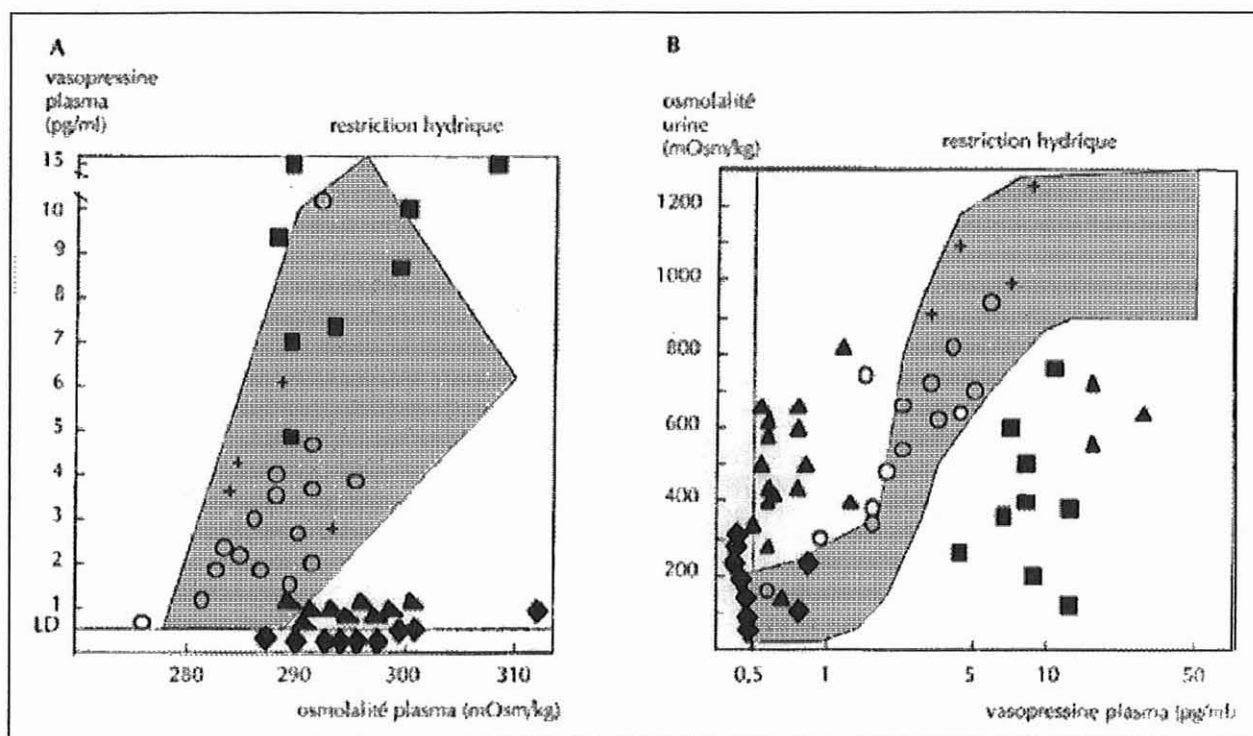 A
vasopressine
plasma
(pg/ml)
restriction hydrique
15
10
9
8
7
6
5
4
3
2
1
LD
280
290
300
310
osmolalité plasma (mOsm/kg)
B
osmolalité
urine
(mOsm/kg)
restriction hydrique
1200
1000
800
600
400
200
0,5
1
5
10
50
vasopressine plasma (pg/ml)